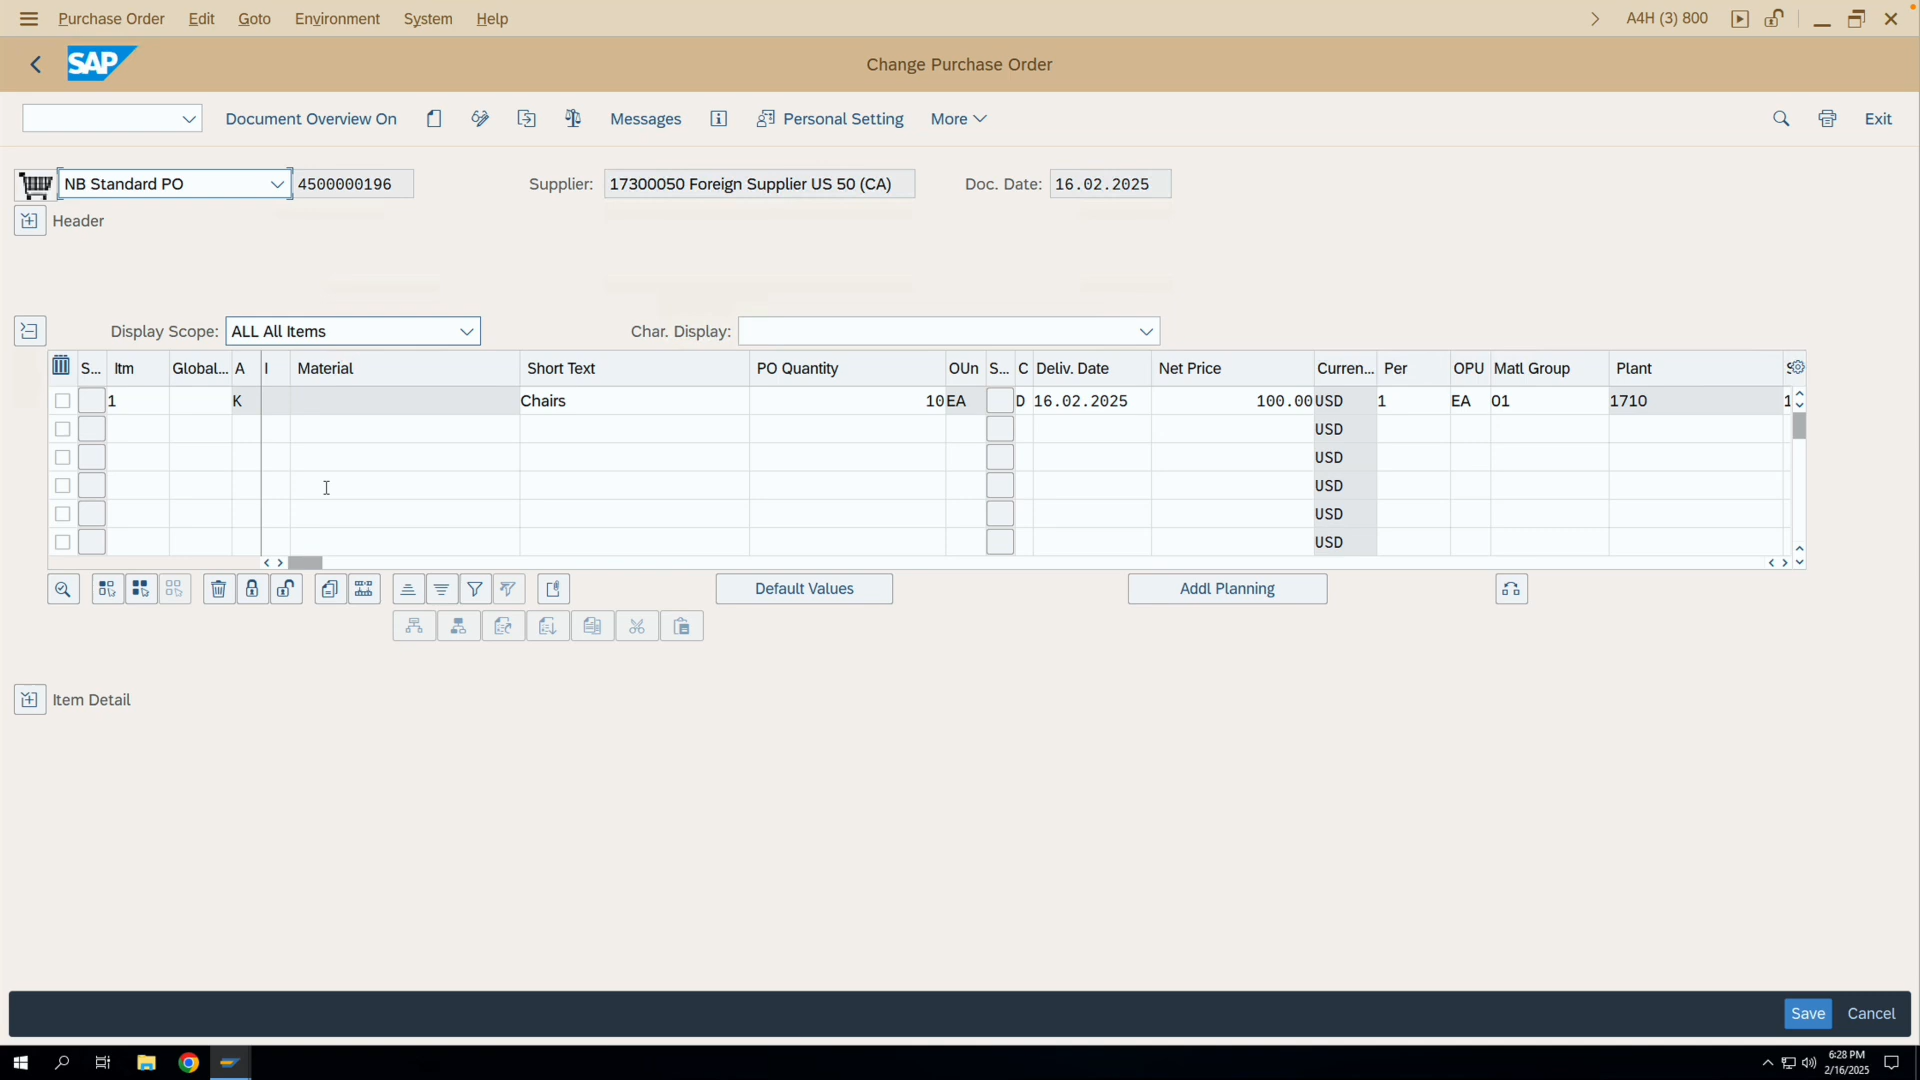 Purchase Order Edit Goto Environment System Help A4H (3) 800
SAP Change Purchase Order
Document Overview On Messages Personal Setting More Exit
NB Standard PO 4500000196 Supplier: 17300050 Foreign Supplier US 50 (CA) Doc. Date: 16.02.2025
Header
Display Scope: ALL All Items Char. Display:
S... Itm Global... A I Material Short Text PO Quantity OUn S... C Deliv. Date Net Price Curren... Per OPU Matl Group Plant
1 K Chairs 10 EA D 16.02.2025 100.00 USD 1 EA 01 1710 1
USD
USD
USD
USD
USD
Default Values Addl Planning
Item Detail
Save Cancel
6:28 PM
2/16/2025